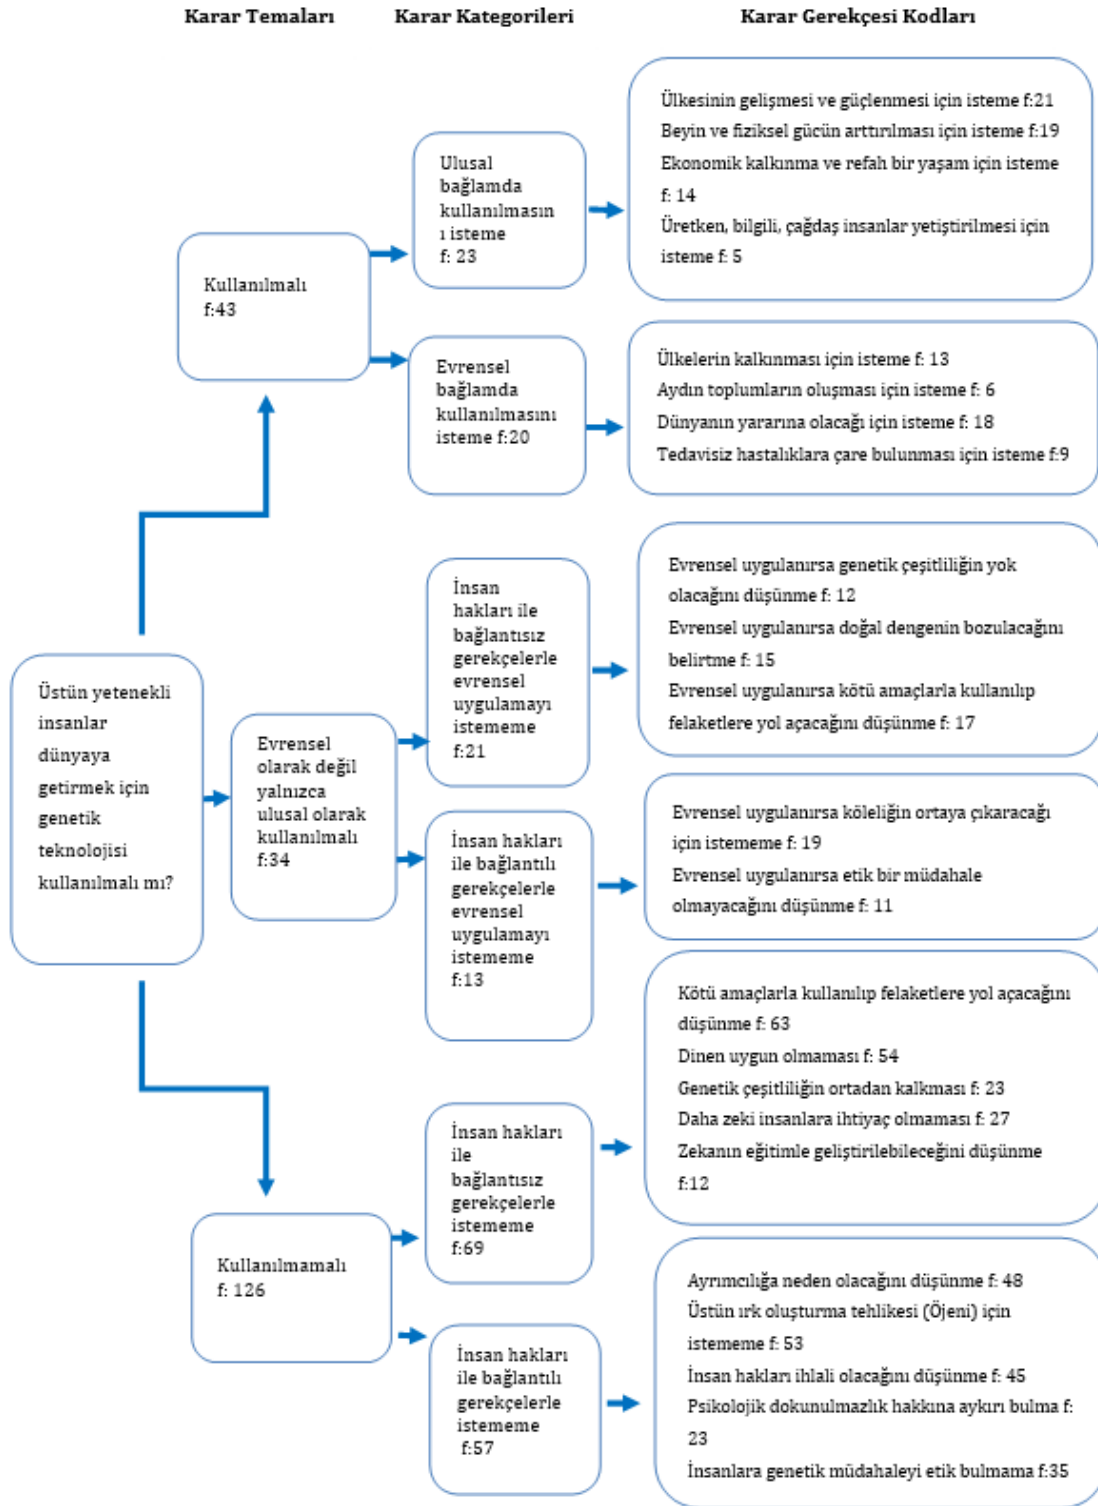 Karar Temaları
Karar Kategorileri
Karar Gerekçesi Kodları
Ülkesinin gelişmesi ve güçlenmesi için isteme f:21
Beyin ve fiziksel gücün arttırılması için isteme f:19
Ekonomik kalkınma ve refah bir yaşam için isteme
f: 14
Üretken, bilgili, çağdaş insanlar yetiştirilmesi için
isteme f: 5
Ulusal
bağlamda
kullanılmasın
ı isteme
f: 23
Kullanılmalı
f:43
Evrensel
bağlamda
kullanılmasını
isteme f:20
Ülkelerin kalkınması için isteme f: 13
Aydın toplumların oluşması için isteme f: 6
Dünyanın yararına olacağı için isteme f: 18
Tedavisiz hastalıklara çare bulunması için isteme f:9
Üstün yetenekli
insanlar
dünyaya
getirmek için
genetik
teknolojisi
kullanılmalı mı?
Evrensel
olarak değil
yalnızca
ulusal olarak
kullanılmalı
f:34
İnsan
hakları ile
bağlantısız
gerekçelerle
evrensel
uygulamayı
istememe
f:21
Evrensel uygulanırsa genetik çeşitliliğin yok
olacağını düşünme f: 12
Evrensel uygulanırsa doğal dengenin bozulacağını
belirtme f: 15
Evrensel uygulanırsa kötü amaçlarla kullanılıp
felaketlere yol açacağını düşünme f: 17
İnsan hakları
ile bağlantılı
gerekçelerle
evrensel
uygulamayı
istememe
f:13
Evrensel uygulanırsa köleliğin ortaya çıkaracağı
için istememe f: 19
Evrensel uygulanırsa etik bir müdahale
olmayacağını düşünme f: 11
Kullanılmamalı
f: 126
İnsan hakları
ile
bağlantısız
gerekçelerle
istememe
f:69
Kötü amaçlarla kullanılıp felaketlere yol açacağını
düşünme f: 63
Dinen uygun olmaması f: 54
Genetik çeşitliliğin ortadan kalkması f: 23
Daha zeki insanlara ihtiyaç olmaması f: 27
Zekanın eğitimle geliştirilebileceğini düşünme
f:12
İnsan hakları
ile bağlantılı
gerekçelerle
istememe
f:57
Ayrımcılığa neden olacağını düşünme f: 48
Üstün ırk oluşturma tehlikesi (Öjeni) için
istememe f: 53
İnsan hakları ihlali olacağını düşünme f: 45
Psikolojik dokunulmazlık hakkına aykırı bulma f:
23
İnsanlara genetik müdahaleyi etik bulmama f:35